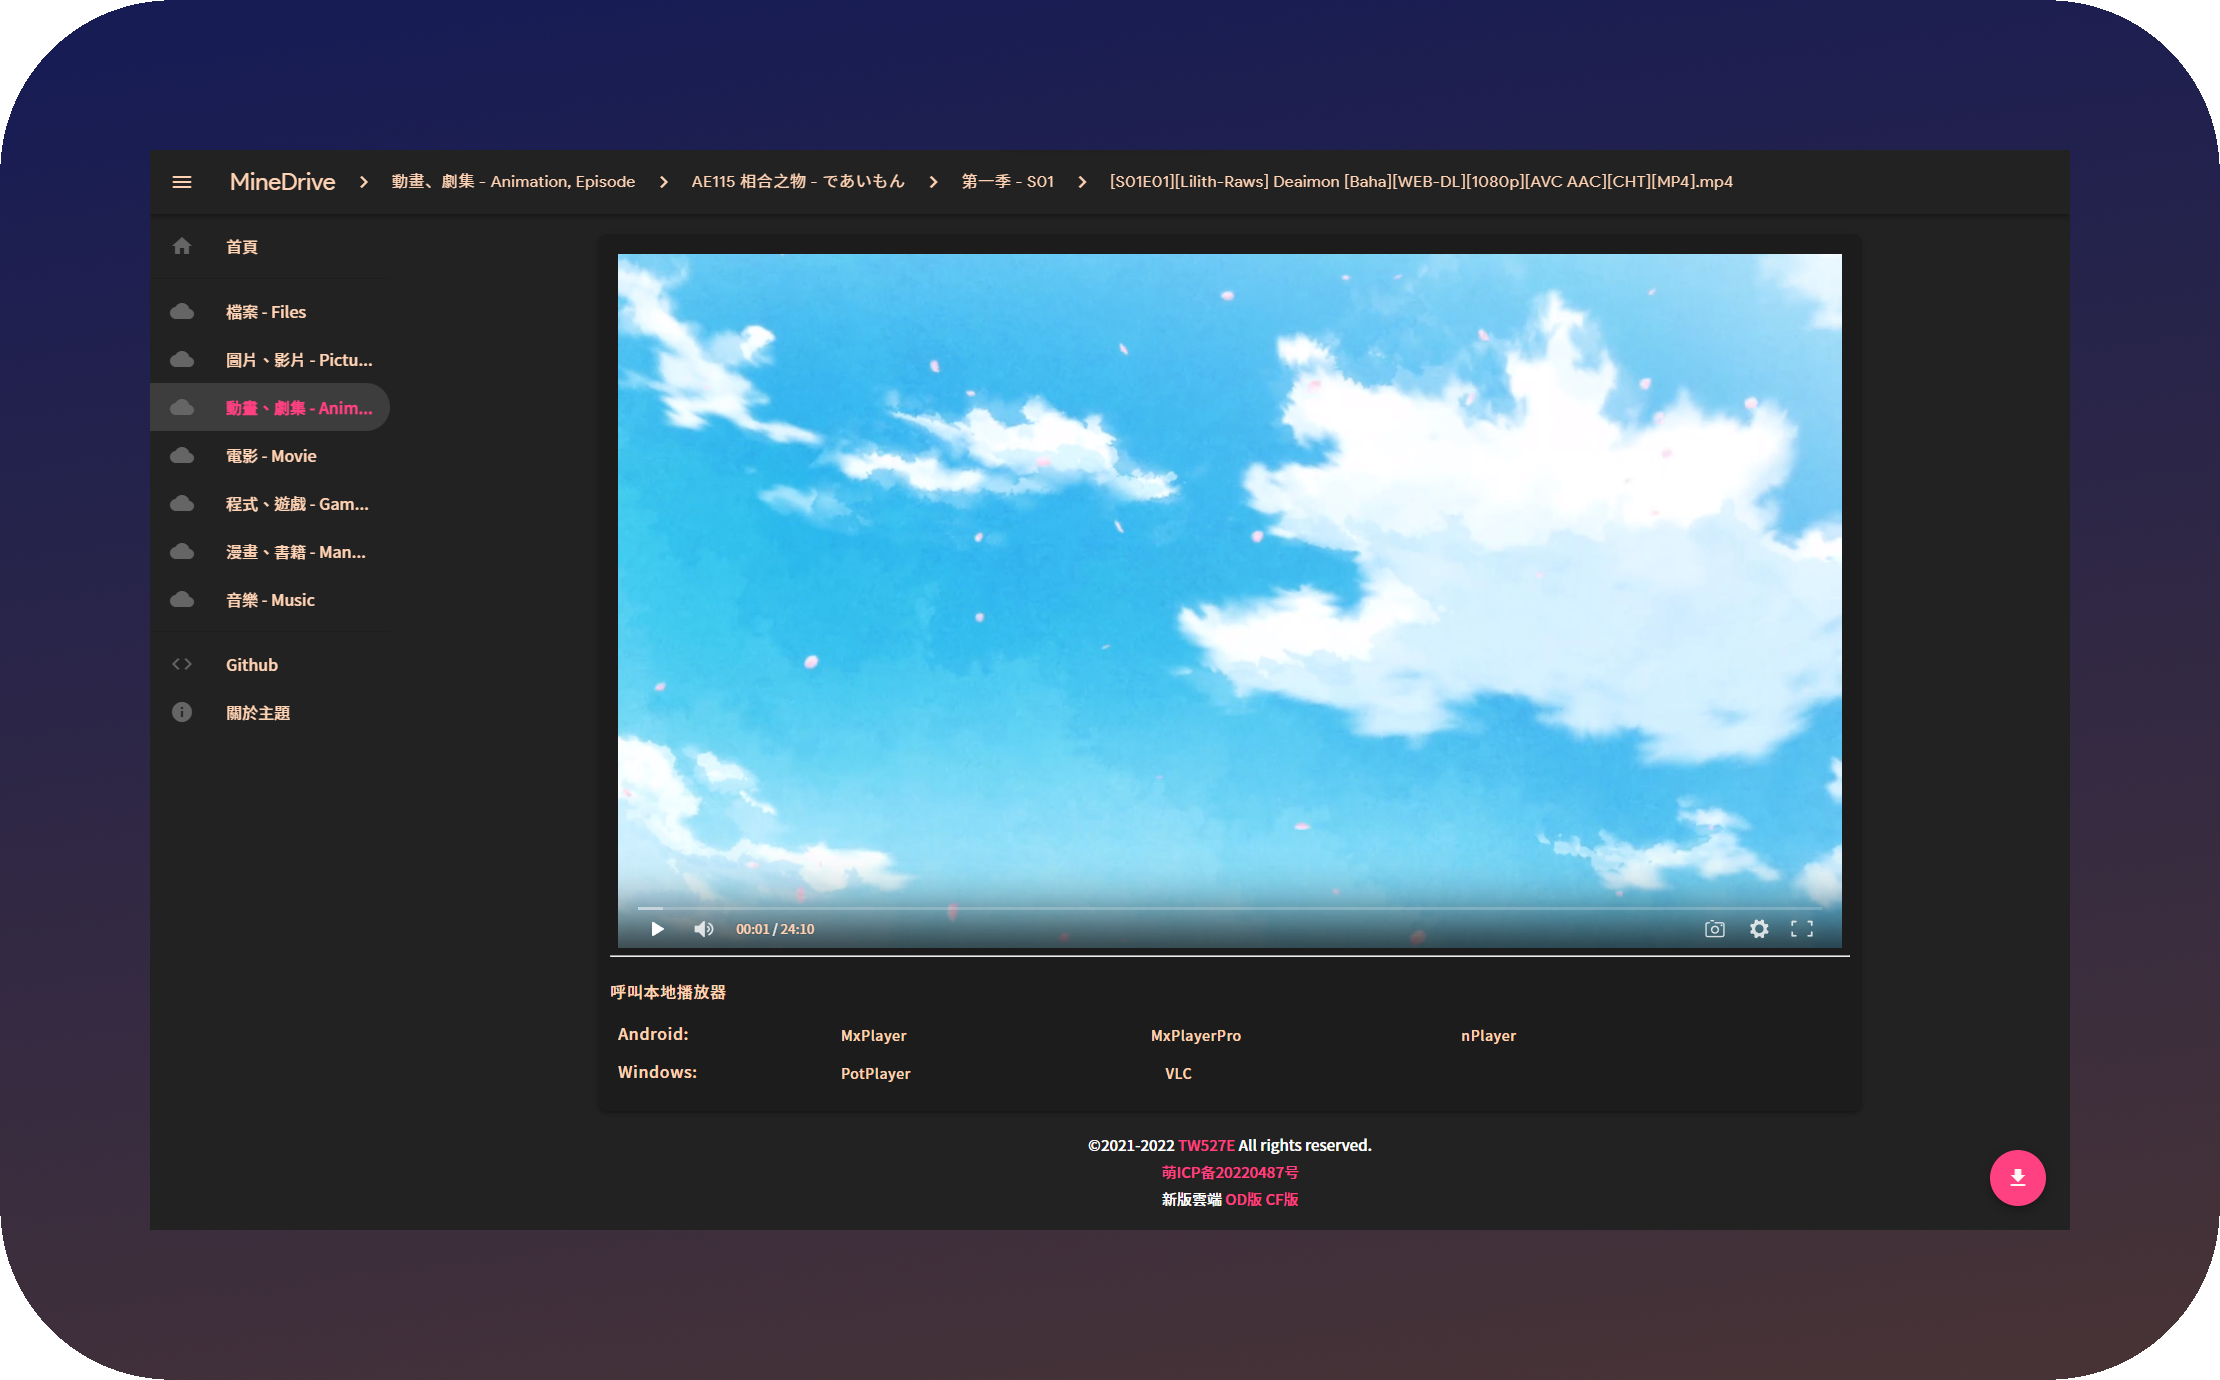 MineDrive 動畫、劇集 - Animation, Episode AE115 相合之物 - であいもん 第一季 - S01 [S01E01][Lilith-Raws] Deaimon [Baha][WEB-DL][1080p][AVC AAC][CHT][MP4].mp4
首頁
檔案 - Files
圖片、影片 - Pictu...
動畫、劇集 - Anim...
電影 - Movie
程式、遊戲 - Gam...
漫畫、書籍 - Man...
音樂 - Music
Github
關於主題
00:01 / 24:10
呼叫本地播放器
Android: MxPlayer MxPlayerPro nPlayer
Windows: PotPlayer VLC
©2021-2022 TW527E All rights reserved.
萌ICP备20220487号
新版雲端 OD版 CF版